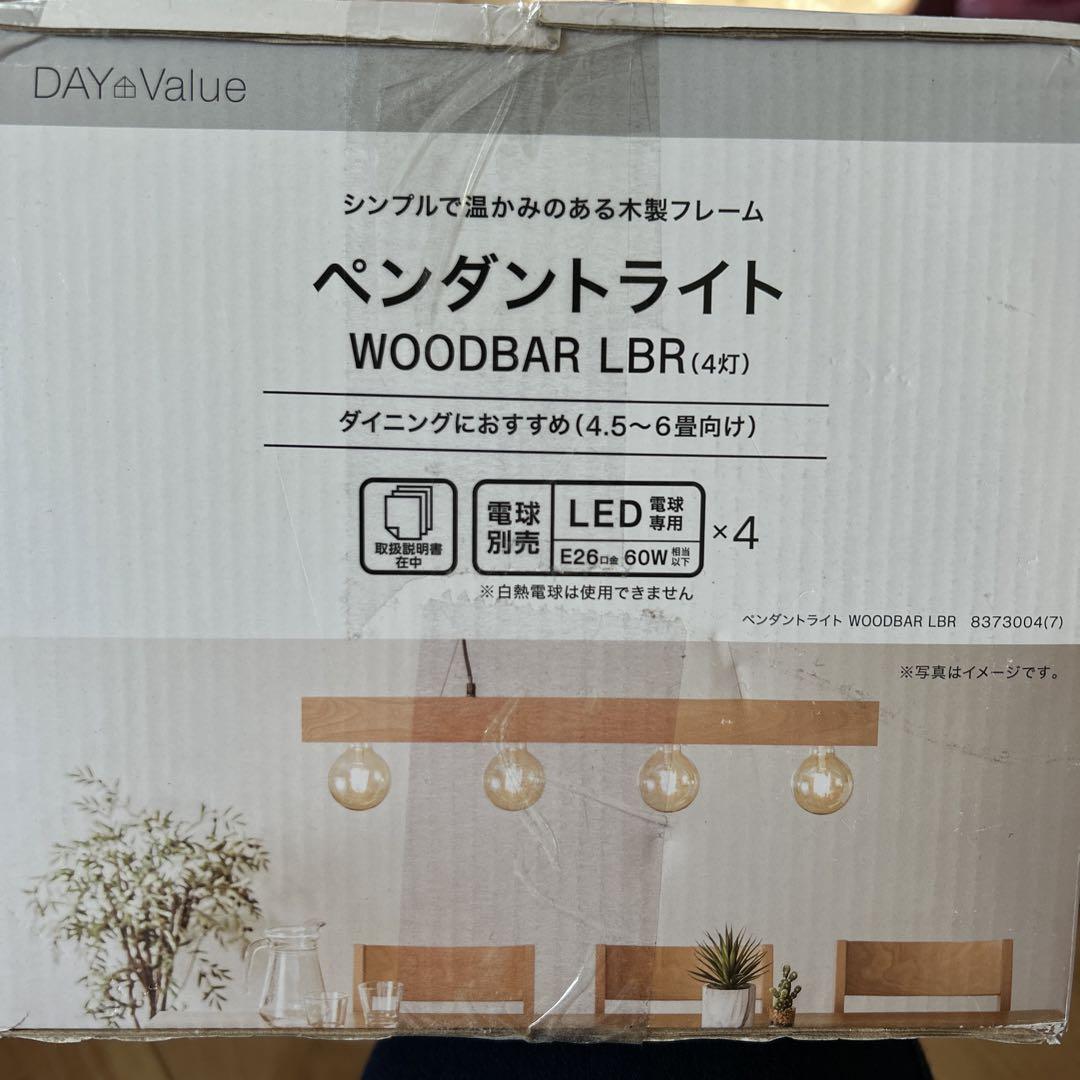 DAY Value
シンプルで温かみのある木製フレーム
ペンダントライト
WOODBAR LBR(4灯)
ダイニングにおすすめ(4.5〜6畳向け)
取扱説明書
在中
電球
別売
LED 電球
専用
E26口金 60W 相当
以下
×4
※白熱電球は使用できません
ペンダントライト WOODBAR LBR 8373004(7)
※写真はイメージです。